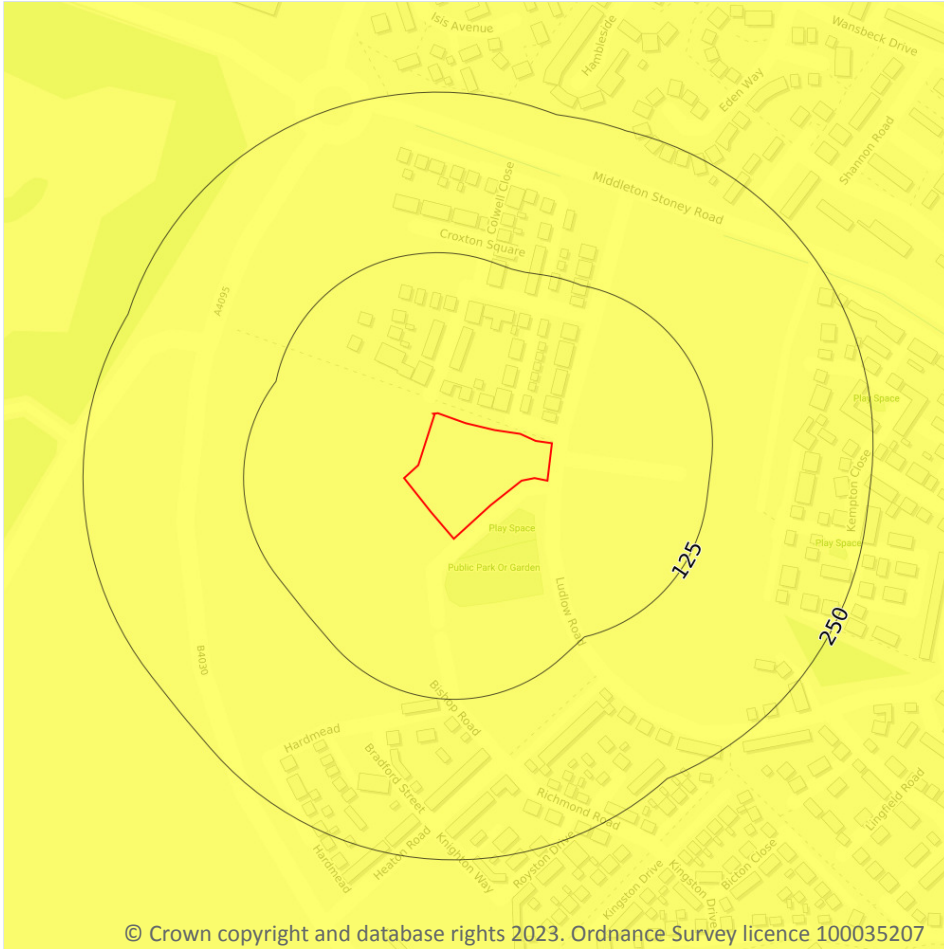 Isis Avenue
Hambleside
Wansbeck Drive
Eden Way
Shannon Road
Middleton Stoney Road
Colwell Close
Croxton Square
A4095
Play Space
Kempton Close
Play Space
Play Space
Public Park Or Garden
125
Ludlow Road
250
B4030
Bishop Road
Hardmead
Bradford Street
Richmond Road
Lingfield Road
Heaton Road
Hardmead
Knighton Way
Royston Drive
Kingston Drive
Kingston Drive
Bicton Close
© Crown copyright and database rights 2023. Ordnance Survey licence 100035207